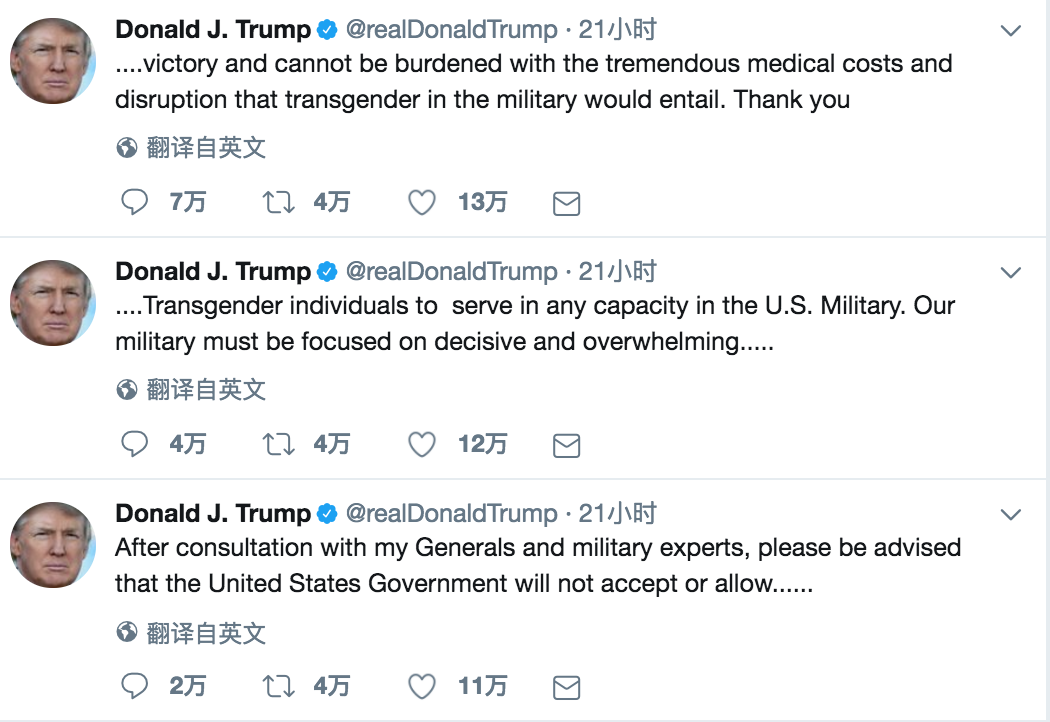 Donald J. Trump @realDonaldTrump · 21小时
....victory and cannot be burdened with the tremendous medical costs and
disruption that transgender in the military would entail. Thank you
翻译自英文
7万 4万 13万
Donald J. Trump @realDonaldTrump · 21小时
....Transgender individuals to  serve in any capacity in the U.S. Military. Our
military must be focused on decisive and overwhelming.....
翻译自英文
4万 4万 12万
Donald J. Trump @realDonaldTrump · 21小时
After consultation with my Generals and military experts, please be advised
that the United States Government will not accept or allow......
翻译自英文
2万 4万 11万